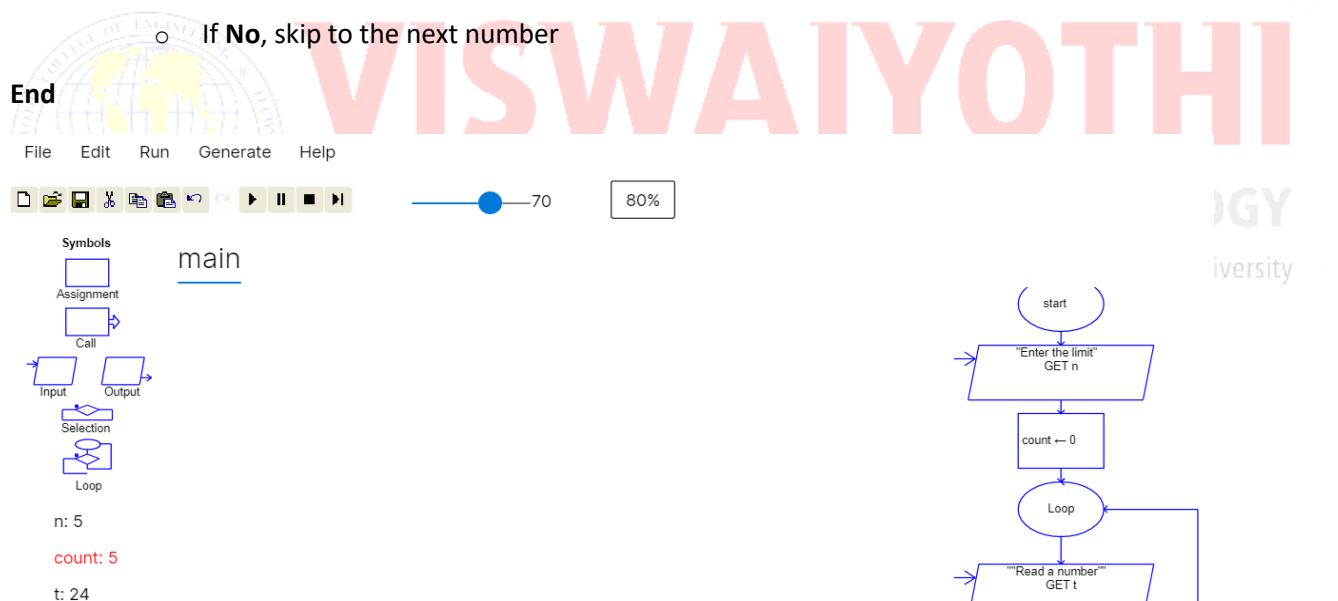 VISWAIYOTHI
○ If No, skip to the next number
End
File Edit Run Generate Help
70
80%
Symbols
Assignment
Call
Input Output
Selection
Loop
n: 5
count: 5
t: 24
main
start
"Enter the limit"
GET n
count ← 0
Loop
""Read a number""
GET t